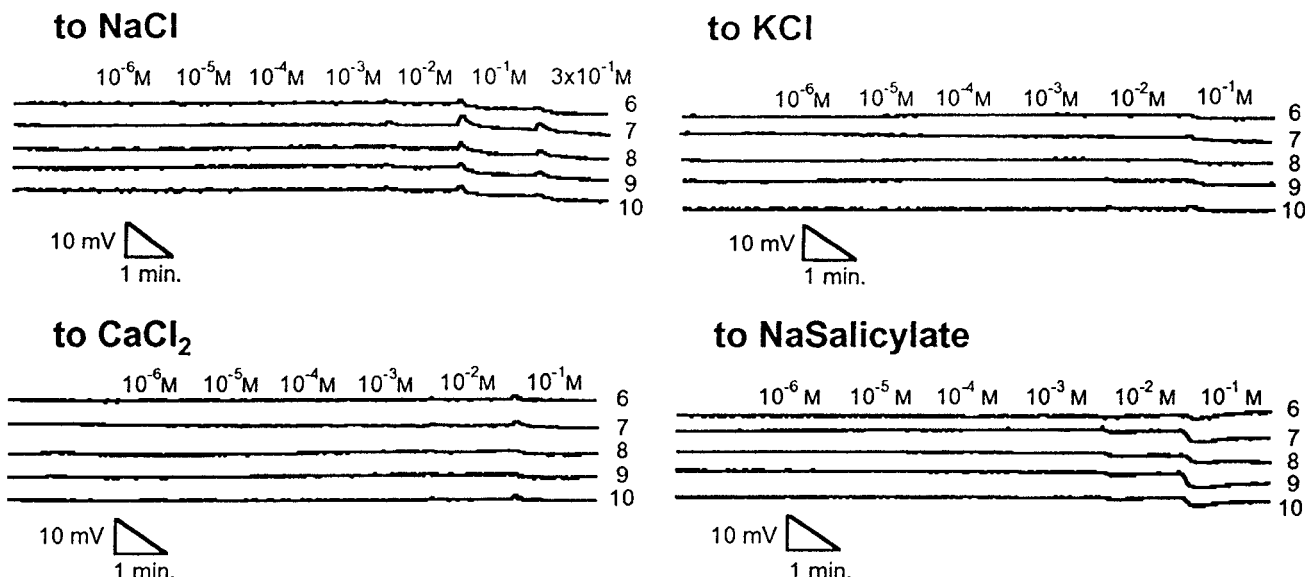 to NaCl
10⁻⁶M 10⁻⁵M 10⁻⁴M 10⁻³M 10⁻²M 10⁻¹M 3x10⁻¹M
6
7
8
9
10
10 mV
1 min.
to KCl
10⁻⁶M 10⁻⁵M 10⁻⁴M 10⁻³M 10⁻²M 10⁻¹M
6
7
8
9
10
10 mV
1 min.
to CaCl₂
10⁻⁶M 10⁻⁵M 10⁻⁴M 10⁻³M 10⁻²M 10⁻¹M
6
7
8
9
10
10 mV
1 min.
to NaSalicylate
10⁻⁶ M 10⁻⁵ M 10⁻⁴ M 10⁻³ M 10⁻² M 10⁻¹ M
6
7
8
9
10
10 mV
1 min.